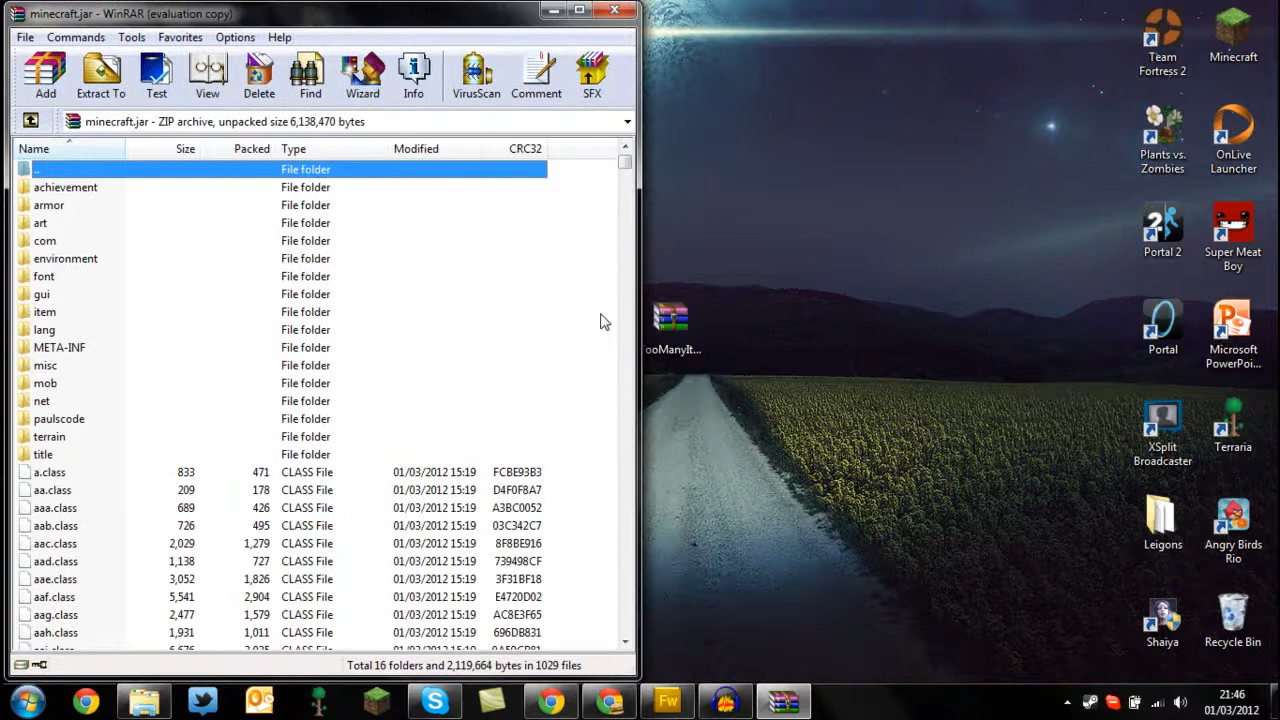 minecraft.jar - WinRAR (evaluation copy)
File Commands Tools Favorites Options Help
Add Extract To Test View Delete Find Wizard Info VirusScan Comment SFX
minecraft.jar - ZIP archive, unpacked size 6,138,470 bytes
Name Size Packed Type Modified CRC32
.. File folder
achievement File folder
armor File folder
art File folder
com File folder
environment File folder
font File folder
gui File folder
item File folder
lang File folder
META-INF File folder
misc File folder
mob File folder
net File folder
paulscode File folder
terrain File folder
title File folder
a.class 833 471 CLASS File 01/03/2012 15:19 FCBE93B3
aa.class 209 178 CLASS File 01/03/2012 15:19 D4F0F8A7
aaa.class 689 426 CLASS File 01/03/2012 15:19 A3BC0052
aab.class 726 495 CLASS File 01/03/2012 15:19 03C342C7
aac.class 2,029 1,279 CLASS File 01/03/2012 15:19 8F8BE916
aad.class 1,138 727 CLASS File 01/03/2012 15:19 739498CF
aae.class 3,052 1,826 CLASS File 01/03/2012 15:19 3F31BF18
aaf.class 5,541 2,904 CLASS File 01/03/2012 15:19 E4720D02
aag.class 2,477 1,579 CLASS File 01/03/2012 15:19 AC8E3F65
aah.class 1,931 1,011 CLASS File 01/03/2012 15:19 696DB831
Total 16 folders and 2,119,664 bytes in 1029 files
TooManyIt...
Team
Fortress 2
Minecraft
Plants vs.
Zombies
OnLive
Launcher
Portal 2
Super Meat
Boy
Portal
Microsoft
PowerPoi...
XSplit
Broadcaster
Terraria
Leigons
Angry Birds
Rio
Shaiya
Recycle Bin
Fw
21:46
01/03/2012